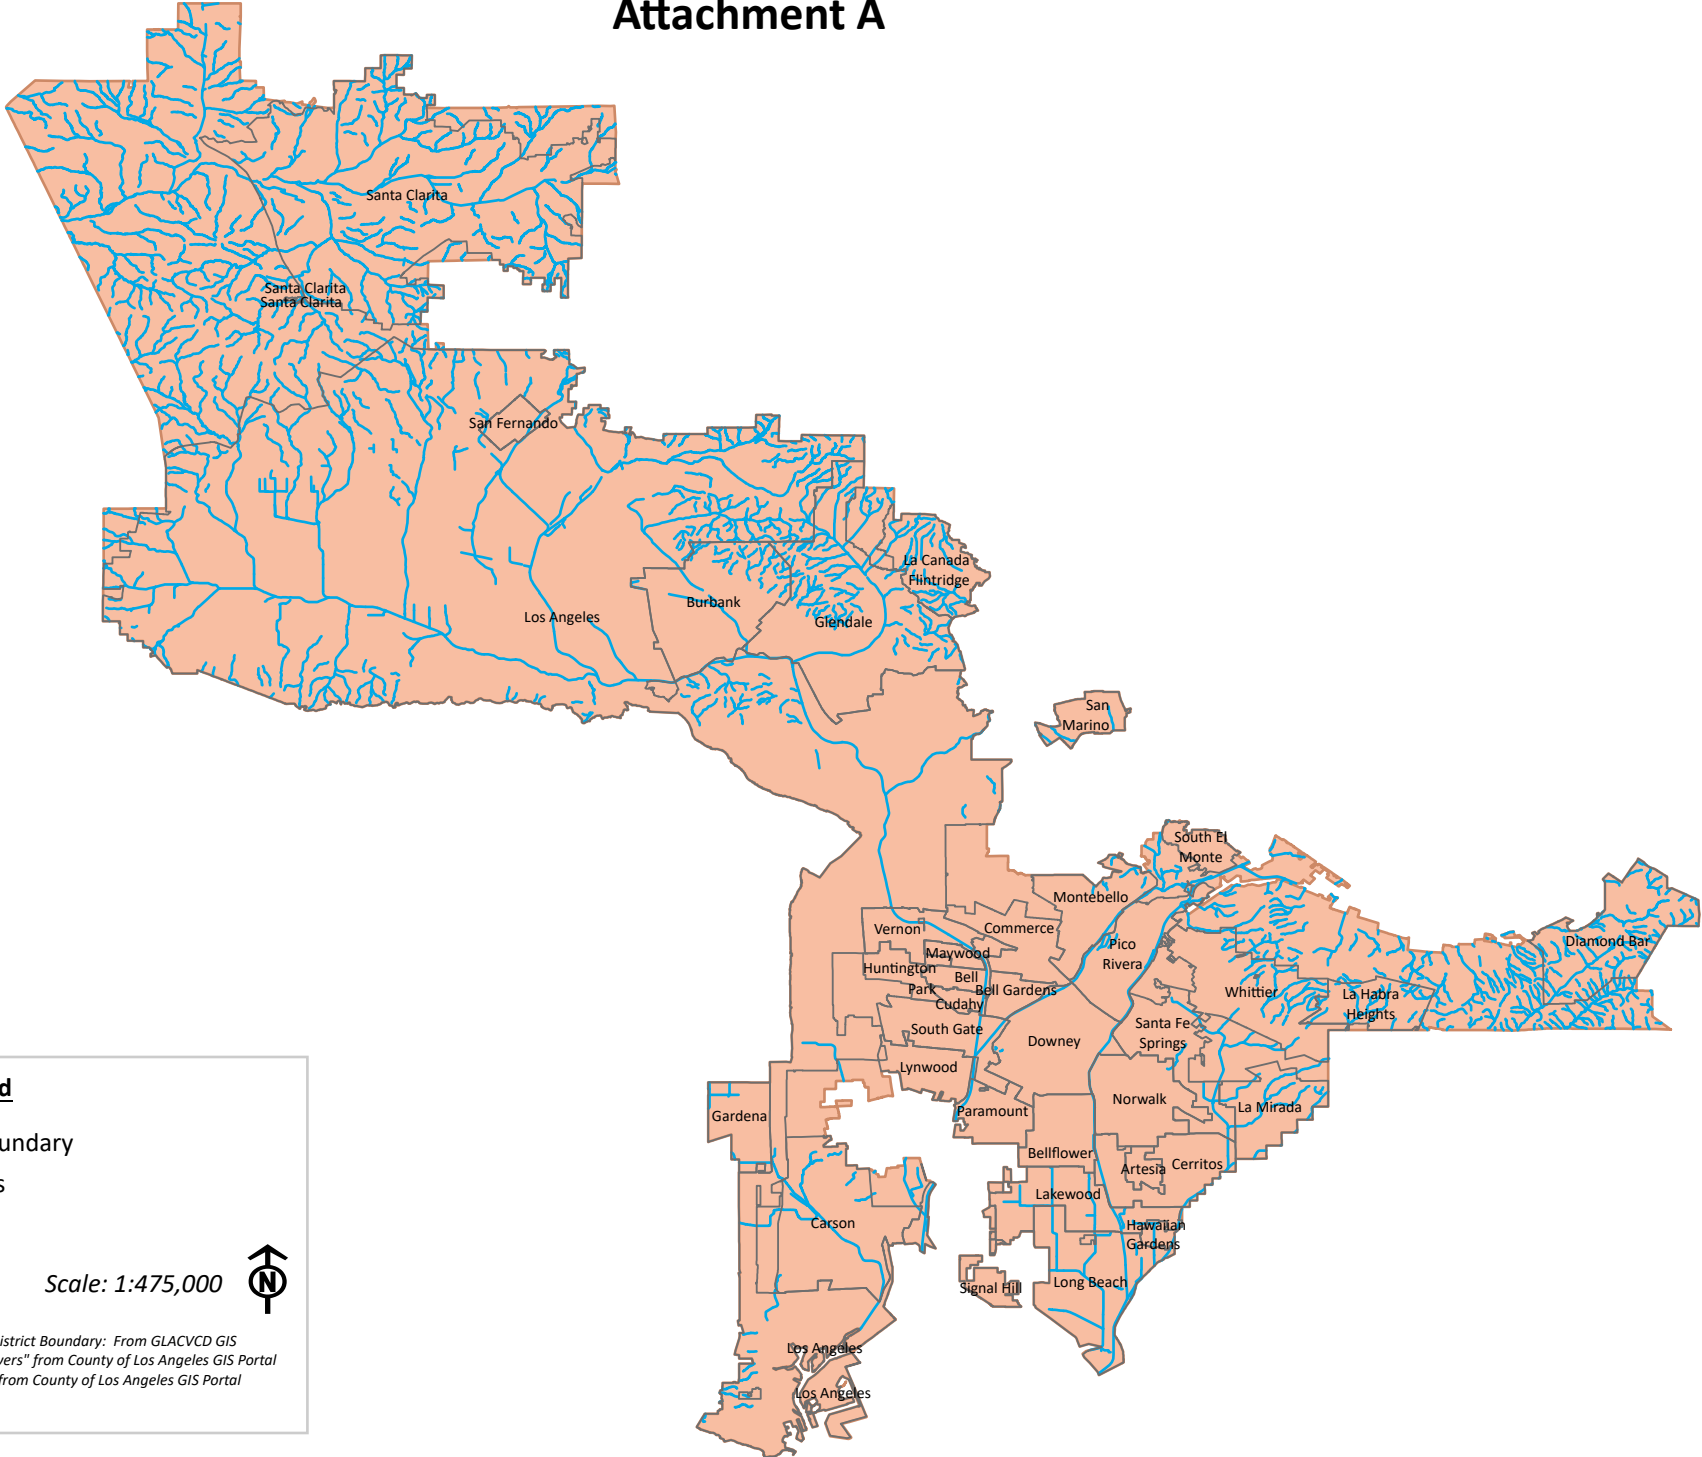 Attachment A
Santa Clarita
Santa Clarita
Santa Clarita
San Fernando
La Canada
Flintridge
Burbank
Los Angeles
Glendale
San
Marino
South El
Monte
Montebello
Vernon
Commerce
Pico
Rivera
Diamond Bar
Maywood
Huntington
Park
Bell
Bell Gardens
Cudahy
Whittier
La Habra
Heights
South Gate
Santa Fe
Springs
Downey
Lynwood
Norwalk
La Mirada
Gardena
Paramount
Bellflower
Artesia
Cerritos
Lakewood
Carson
Hawaiian
Gardens
Signal Hill
Long Beach
Los Angeles
Los Angeles
d
undary
s
Scale: 1:475,000
N
istrict Boundary: From GLACVCD GIS
vers" from County of Los Angeles GIS Portal
from County of Los Angeles GIS Portal